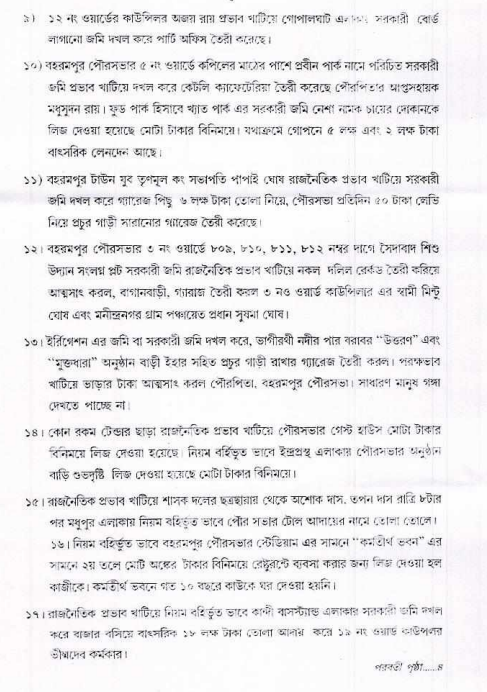 ৯) ১২ নং ওয়ার্ডের কাউন্সিলর অজয় রায় প্রভাব খাটিয়ে গোপালঘাট এলাকায় সরকারী বোর্ড
লাগানো জমি দখল করে পার্টি অফিস তৈরী করেছে।
১০) বহরমপুর পৌরসভার ৫ নং ওয়ার্ডে কপিলের মাঠের পাশে প্রবীন পার্ক নামে পরিচিত সরকারী
জমি প্রভাব খাটিয়ে দখল করে কেটলি ক্যাফেটেরিয়া তৈরী করেছে পৌরপিতার আপ্তসহায়ক
মধুসুদন রায়। ফুড পার্ক হিসাবে খ্যাত পার্ক এর সরকারী জমি নেশা নামক চায়ের দোকানকে
লিজ দেওয়া হয়েছে মোটা টাকার বিনিময়ে। যথাক্রমে গোপনে ৫ লক্ষ এবং ২ লক্ষ টাকা
বাৎসরিক লেনদেন আছে।
১১) বহরমপুর টাউন যুব তৃণমূল কং সভাপতি পাপাই ঘোষ রাজনৈতিক প্রভাব খাটিয়ে সরকারী
জমি দখল করে গ্যারেজ পিছু ৬ লক্ষ টাকা তোলা নিয়ে, পৌরসভা প্রতিদিন ৫০ টাকা লেভি
নিয়ে প্রচুর গাড়ী সারানোর গ্যারেজ তৈরী করেছে।
১২। বহরমপুর পৌরসভার ৩ নং ওয়ার্ডে ৮০৯, ৮১০, ৮১১, ৮১২ নম্বর দাগে সৈদাবাদ শিশু
উদ্যান সংলগ্ন প্লট সরকারী জমি রাজনৈতিক প্রভাব খাটিয়ে নকল দলিল রেকর্ড তৈরী করিয়ে
আত্মসাৎ করল, বাগানবাড়ী, গ্যারাজ তৈরী করল ৩ নও ওয়ার্ড কাউন্সিলার এর স্বামী মিন্টু
ঘোষ এবং মনীন্দ্রনগর গ্রাম পঞ্চায়েত প্রধান সুষমা ঘোষ।
১৩। ইরিগেশন এর জমি বা সরকারী জমি দখল করে, ভাগীরথী নদীর পার বরাবর "উত্তরণ" এবং
"মুক্তধারা" অনুষ্ঠান বাড়ী ইহার সহিত প্রচুর গাড়ী রাখার গ্যারেজ তৈরী করল। পরক্ষভাব
খাটিয়ে ভাড়ার টাকা আত্মসাৎ করল পৌরপিতা, বহরমপুর পৌরসভা। সাধারণ মানুষ গঙ্গা
দেখতে পাচ্ছে না।
১৪। কোন রকম টেন্ডার ছাড়া রাজনৈতিক প্রভাব খাটিয়ে পৌরসভার গেস্ট হাউস মোটা টাকার
বিনিময়ে লিজ দেওয়া হয়েছে। নিয়ম বর্হিভূত ভাবে ইন্দ্রপ্রস্থ এলাকায় পৌরসভার অনুষ্ঠান
বাড়ি শুভদৃষ্টি লিজ দেওয়া হয়েছে মোটা টাকার বিনিময়ে।
১৫। রাজনৈতিক প্রভাব খাটিয়ে শাসক দলের ছত্রছায়ায় থেকে অশোক দাস, তপন দাস রাত্রি ৮টার
পর মধুপুর এলাকায় নিয়ম বহির্ভূত ভাবে পৌর সভার টোল আদায়ের নামে তোলা তোলে।
১৬। নিয়ম বহির্ভূত ভাবে বহরমপুর পৌরসভার স্টেডিয়াম এর সামনে "কর্মতীর্থ ভবন" এর
সামনে ২য় তলে মোট অঙ্কের টাকার বিনিময়ে রেষ্টুরান্টে ব্যবসা করার জন্য লিজ দেওয়া হল
কাজীকে। কর্মতীর্থ ভবনে গত ১০ বছরে কাউকে ঘর দেওয়া হয়নি।
১৭। রাজনৈতিক প্রভাব খাটিয়ে নিয়ম বর্হিভূত ভাবে কান্দী বাসস্ট্যান্ড এলাকার সরকারী জমি দখল
করে বাজার বসিয়ে বাৎসরিক ১৮ লক্ষ টাকা তোলা আদায় করে ১৯ নং ওয়ার্ড কাউন্সিলর
ভীষ্মদেব কর্মকার।
পরবর্তী পৃষ্ঠা......৪